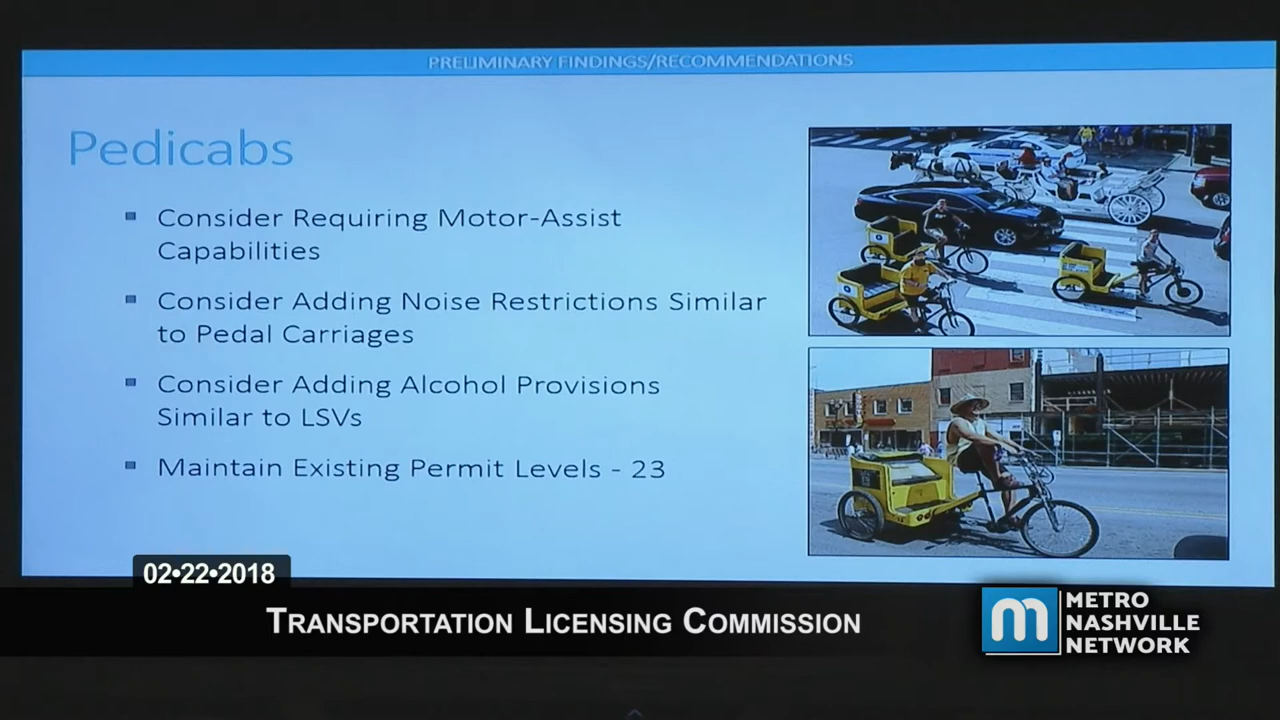 PRELIMINARY FINDINGS/RECOMMENDATIONS
Pedicabs
▪ Consider Requiring Motor-Assist
Capabilities
▪ Consider Adding Noise Restrictions Similar
to Pedal Carriages
▪ Consider Adding Alcohol Provisions
Similar to LSVs
▪ Maintain Existing Permit Levels - 23
02•22•2018
TRANSPORTATION LICENSING COMMISSION
m
METRO
NASHVILLE
NETWORK